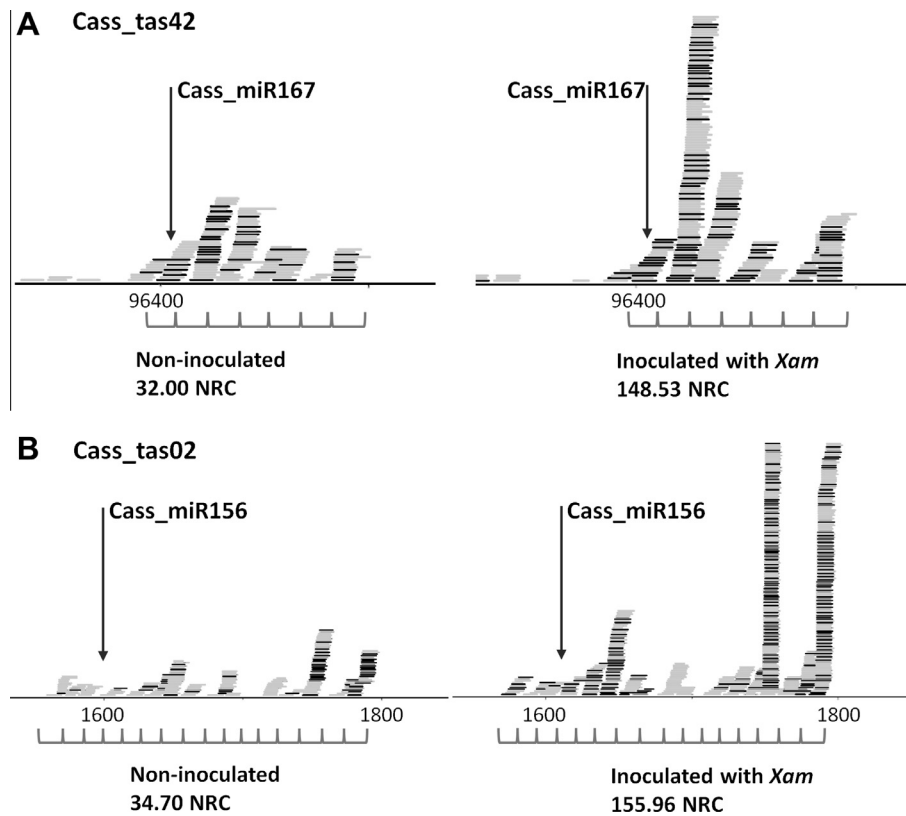 A Cass_tas42
Cass_miR167
Cass_miR167
96400
96400
Non-inoculated
32.00 NRC
Inoculated with Xam
148.53 NRC
B Cass_tas02
Cass_miR156
Cass_miR156
1600 1800
1600 1800
Non-inoculated
34.70 NRC
Inoculated with Xam
155.96 NRC